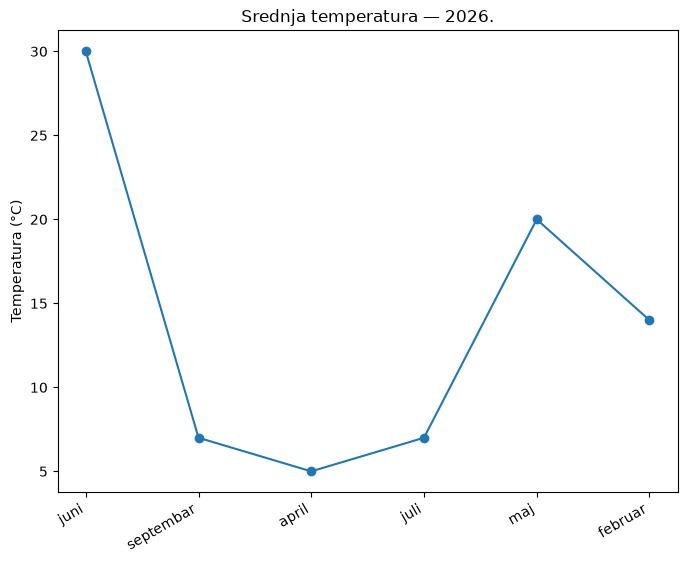 Srednja temperatura — 2026.
Temperatura (°C)
30
25
20
15
10
5
juni
septembar
april
juli
maj
februar